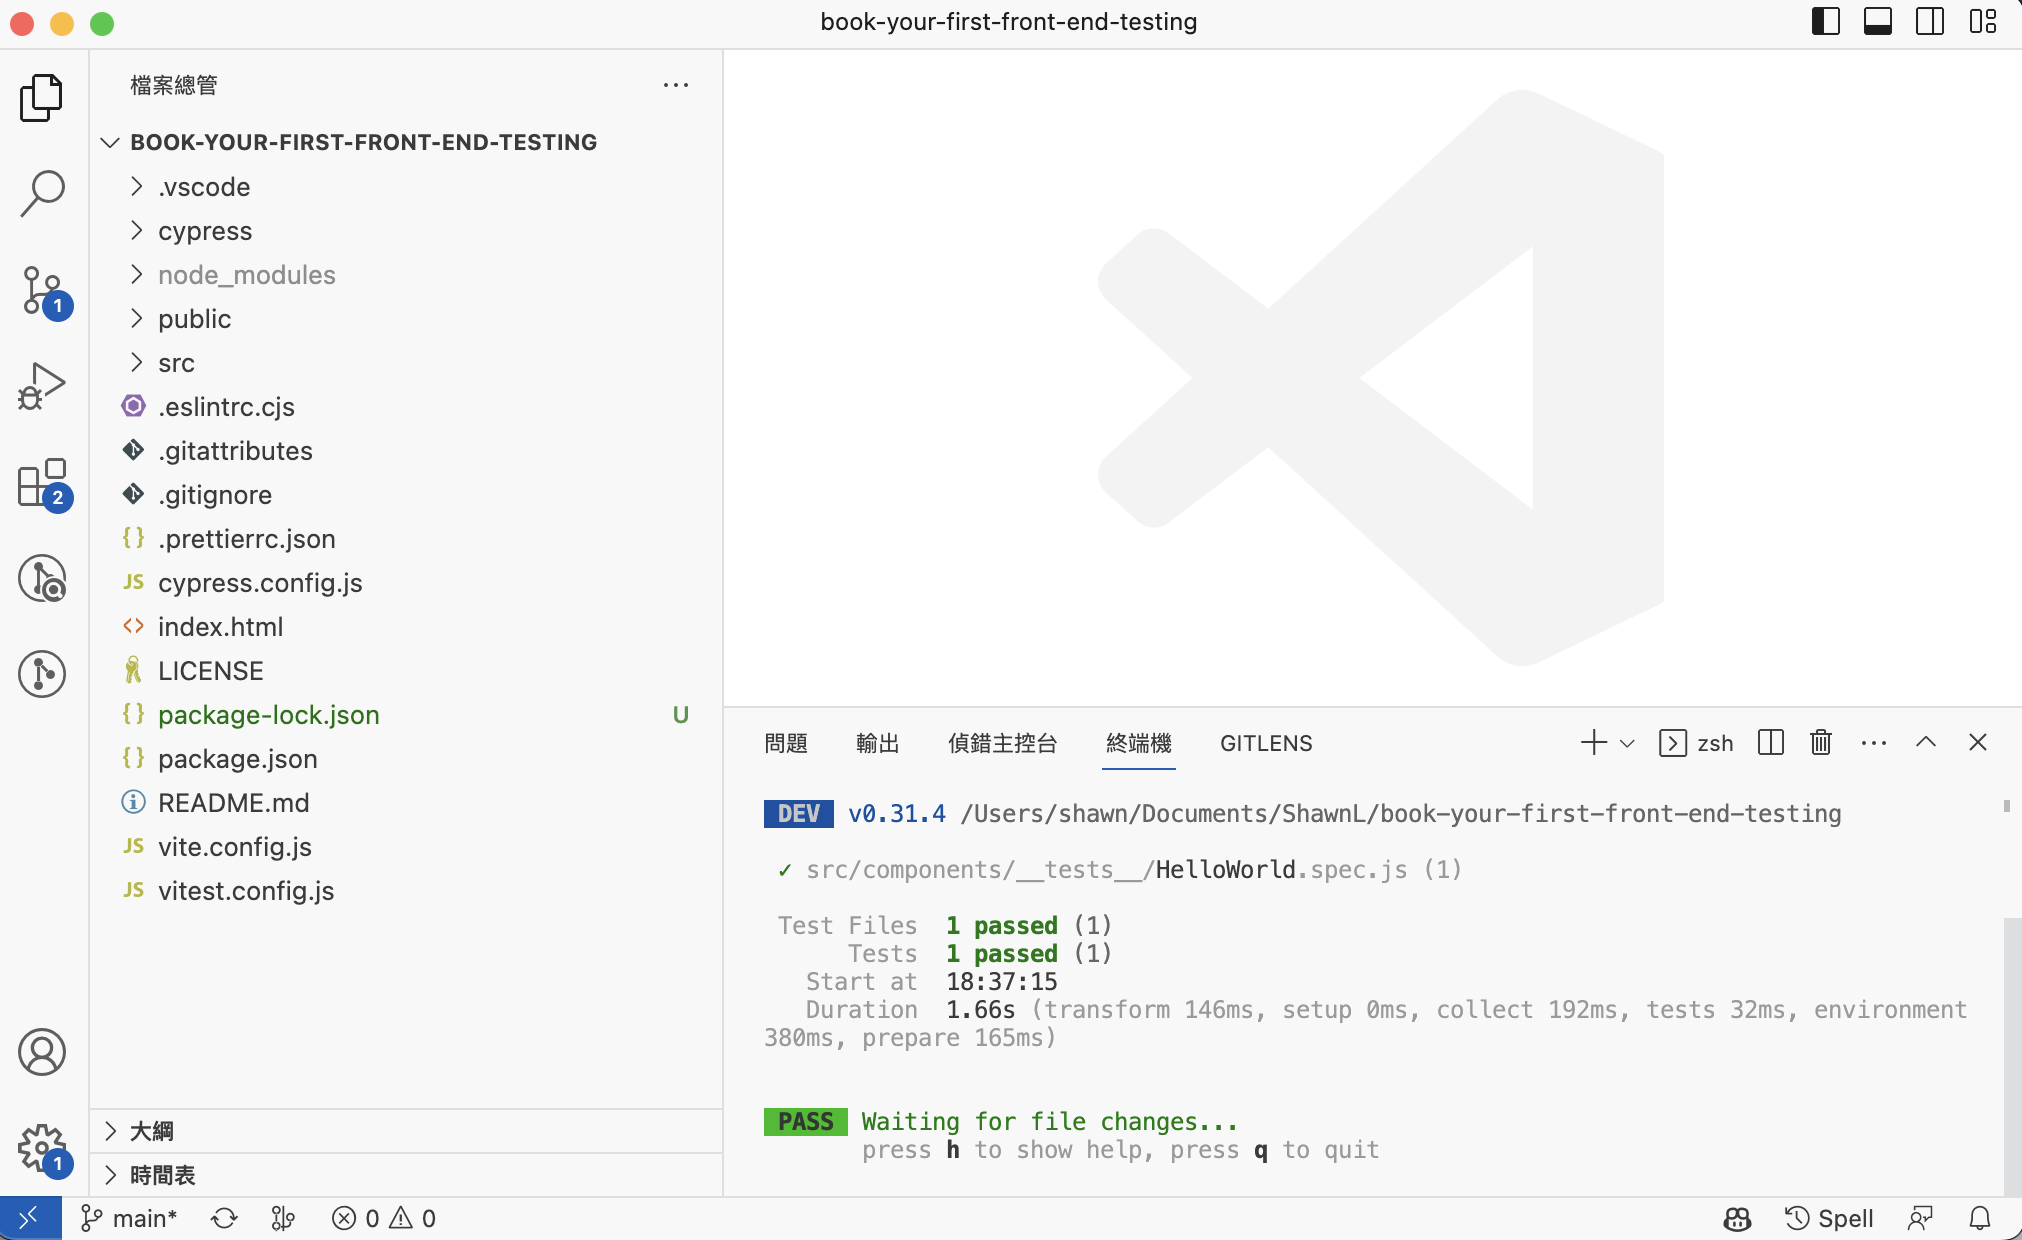 book-your-first-front-end-testing
檔案總管
BOOK-YOUR-FIRST-FRONT-END-TESTING
.vscode
cypress
node_modules
public
src
.eslintrc.cjs
.gitattributes
.gitignore
{} .prettierrc.json
JS cypress.config.js
<> index.html
LICENSE
{} package-lock.json U
{} package.json
README.md
JS vite.config.js
JS vitest.config.js
大綱
時間表
1
2
1
問題 輸出 偵錯主控台 終端機 GITLENS zsh
DEV v0.31.4 /Users/shawn/Documents/ShawnL/book-your-first-front-end-testing
✓ src/components/__tests__/HelloWorld.spec.js (1)
Test Files 1 passed (1)
Tests 1 passed (1)
Start at 18:37:15
Duration 1.66s (transform 146ms, setup 0ms, collect 192ms, tests 32ms, environment
380ms, prepare 165ms)
PASS Waiting for file changes...
press h to show help, press q to quit
main* 0 0 Spell